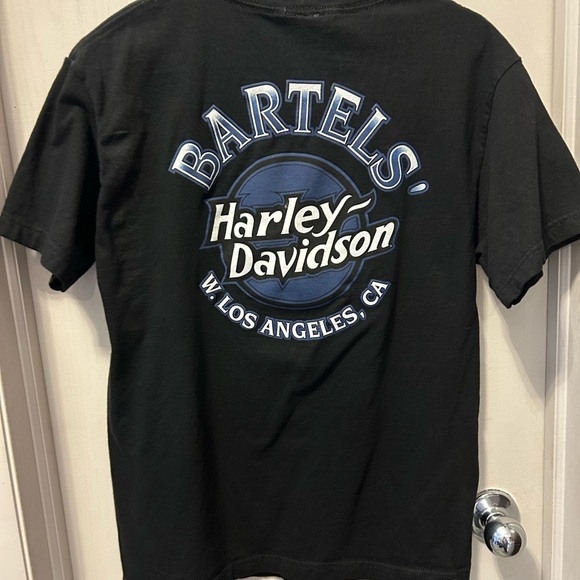 BARTELS'
Harley-
Davidson
W. LOS ANGELES, CA